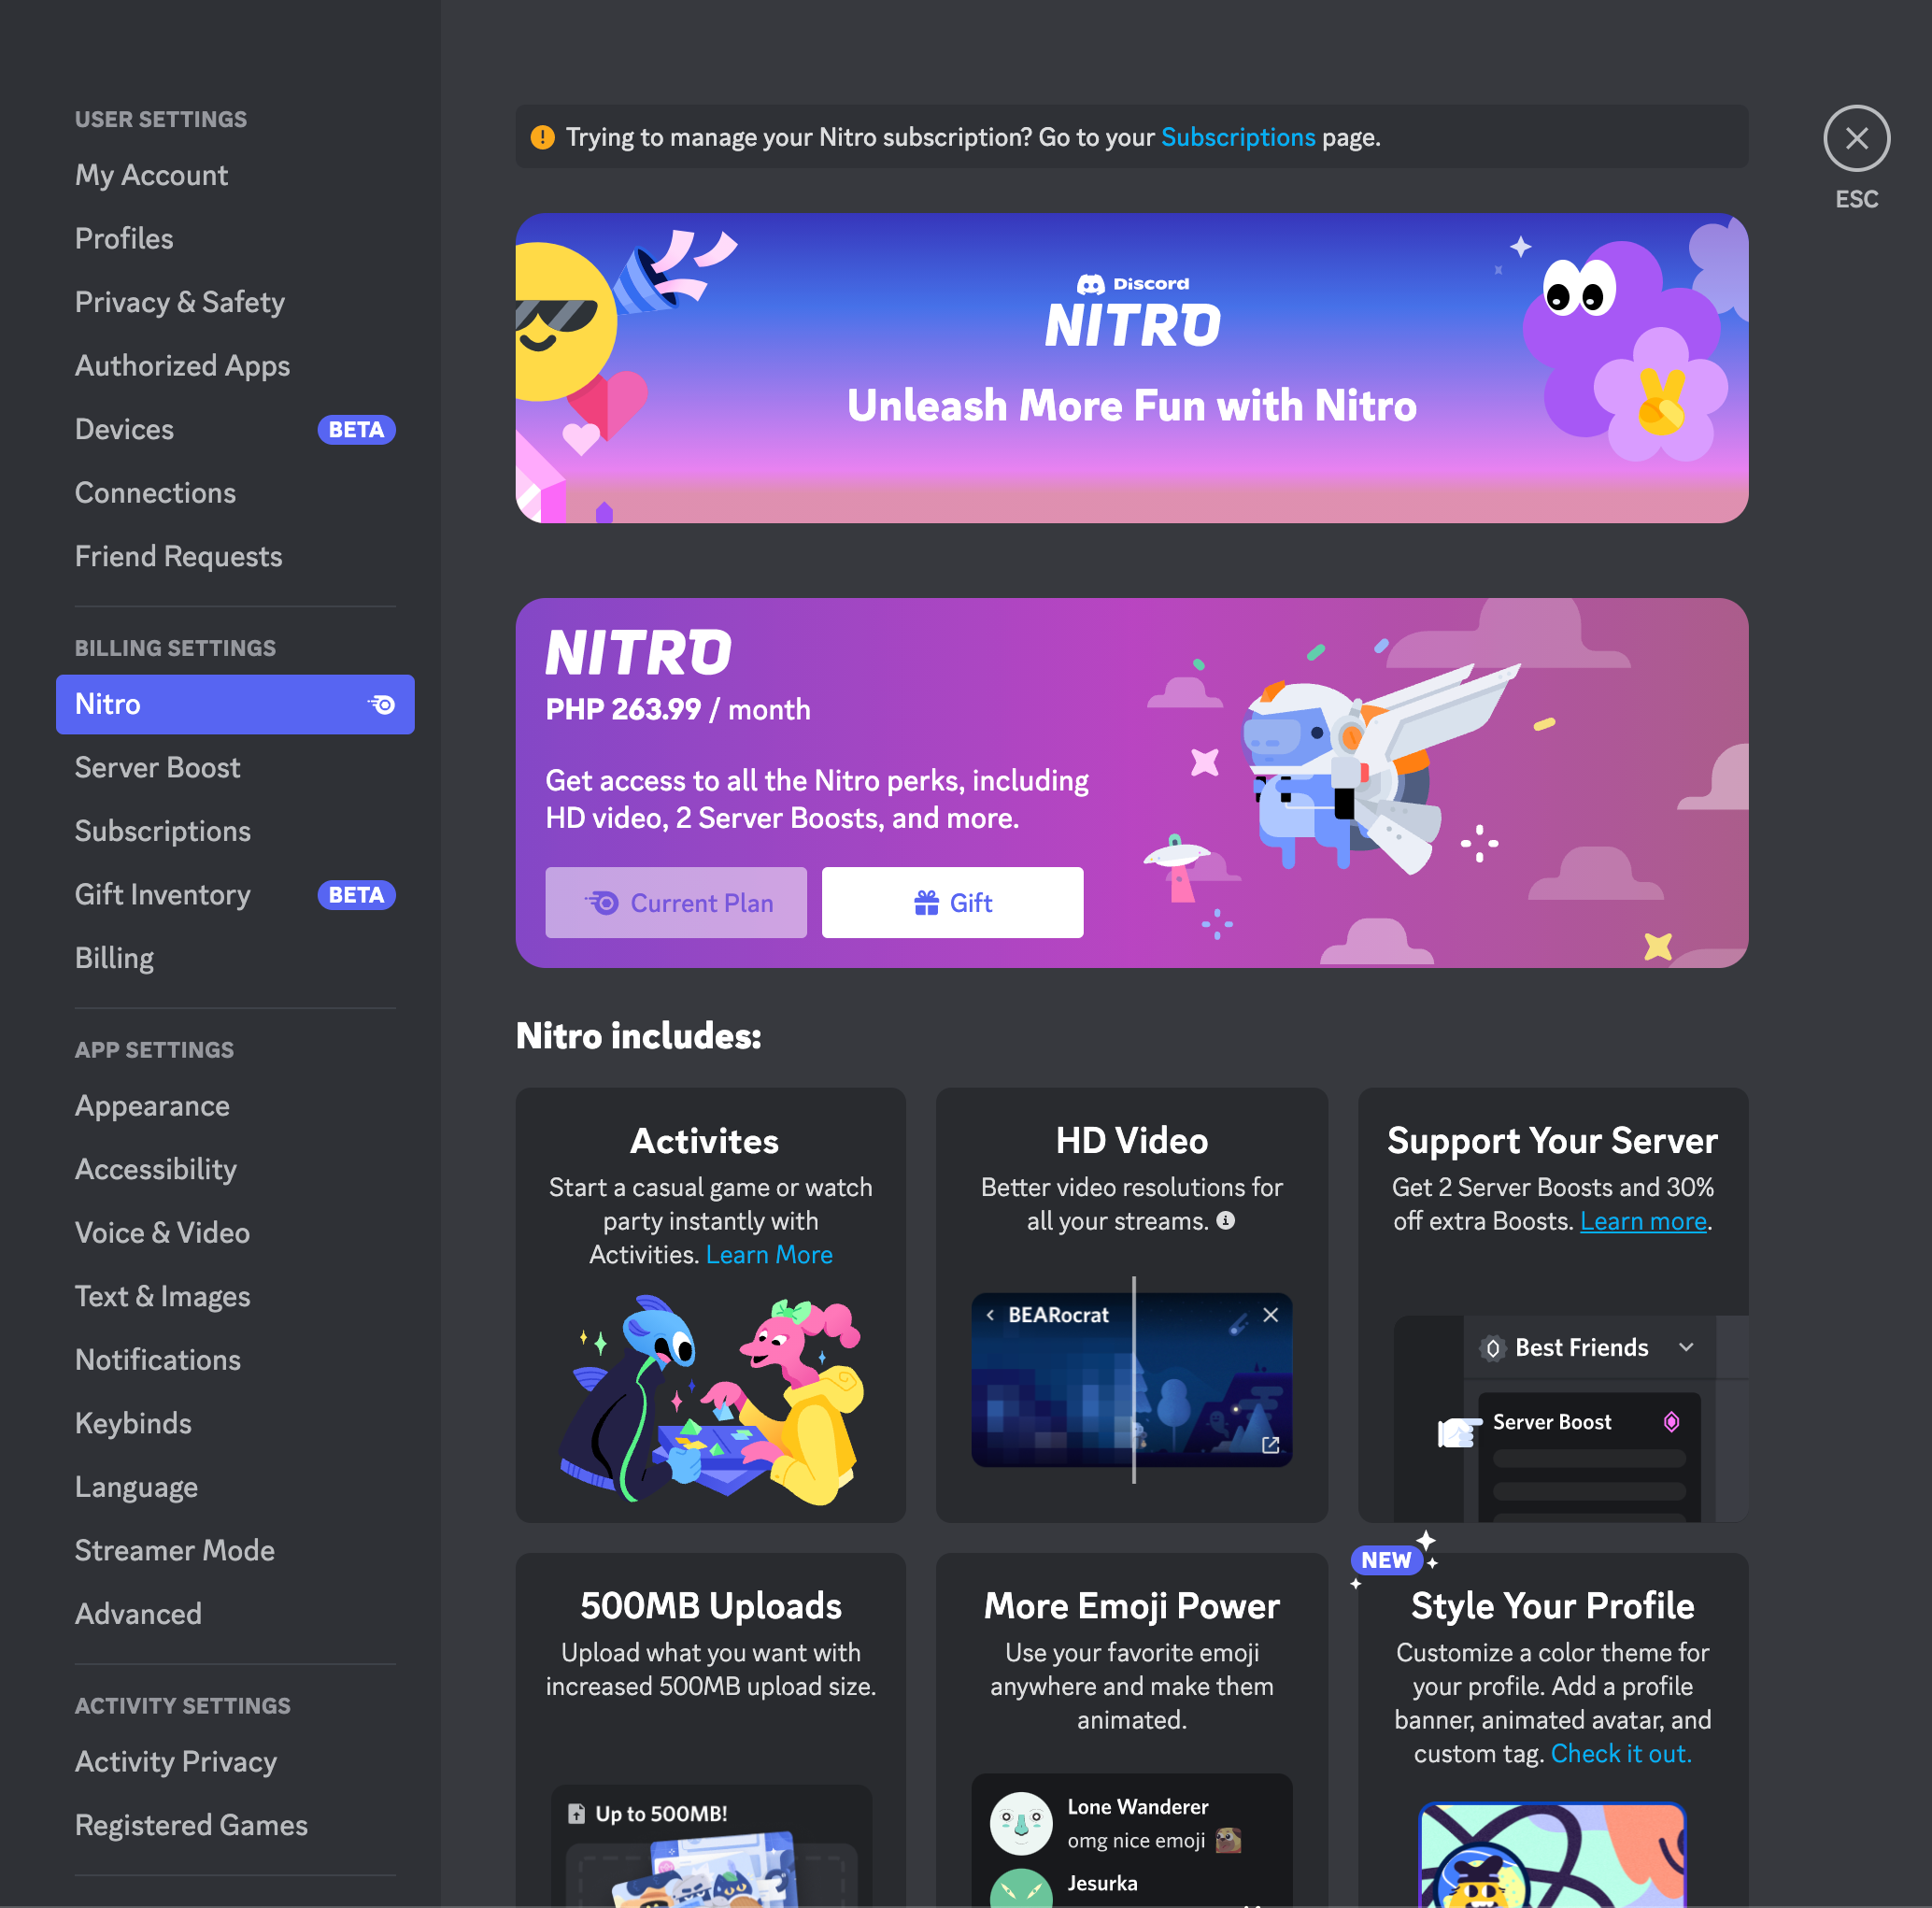 USER SETTINGS
My Account
Profiles
Privacy & Safety
Authorized Apps
Devices BETA
Connections
Friend Requests
BILLING SETTINGS
Nitro
Server Boost
Subscriptions
Gift Inventory BETA
Billing
APP SETTINGS
Appearance
Accessibility
Voice & Video
Text & Images
Notifications
Keybinds
Language
Streamer Mode
Advanced
ACTIVITY SETTINGS
Activity Privacy
Registered Games
Trying to manage your Nitro subscription? Go to your Subscriptions page.
ESC
Discord
NITRO
Unleash More Fun with Nitro
NITRO
PHP 263.99 / month
Get access to all the Nitro perks, including
HD video, 2 Server Boosts, and more.
Current Plan
Gift
Nitro includes:
Activites
Start a casual game or watch
party instantly with
Activities. Learn More
HD Video
Better video resolutions for
all your streams.
BEARocrat
Support Your Server
Get 2 Server Boosts and 30%
off extra Boosts. Learn more.
Best Friends
Server Boost
500MB Uploads
Upload what you want with
increased 500MB upload size.
Up to 500MB!
More Emoji Power
Use your favorite emoji
anywhere and make them
animated.
Lone Wanderer
omg nice emoji
Jesurka
NEW
Style Your Profile
Customize a color theme for
your profile. Add a profile
banner, animated avatar, and
custom tag. Check it out.